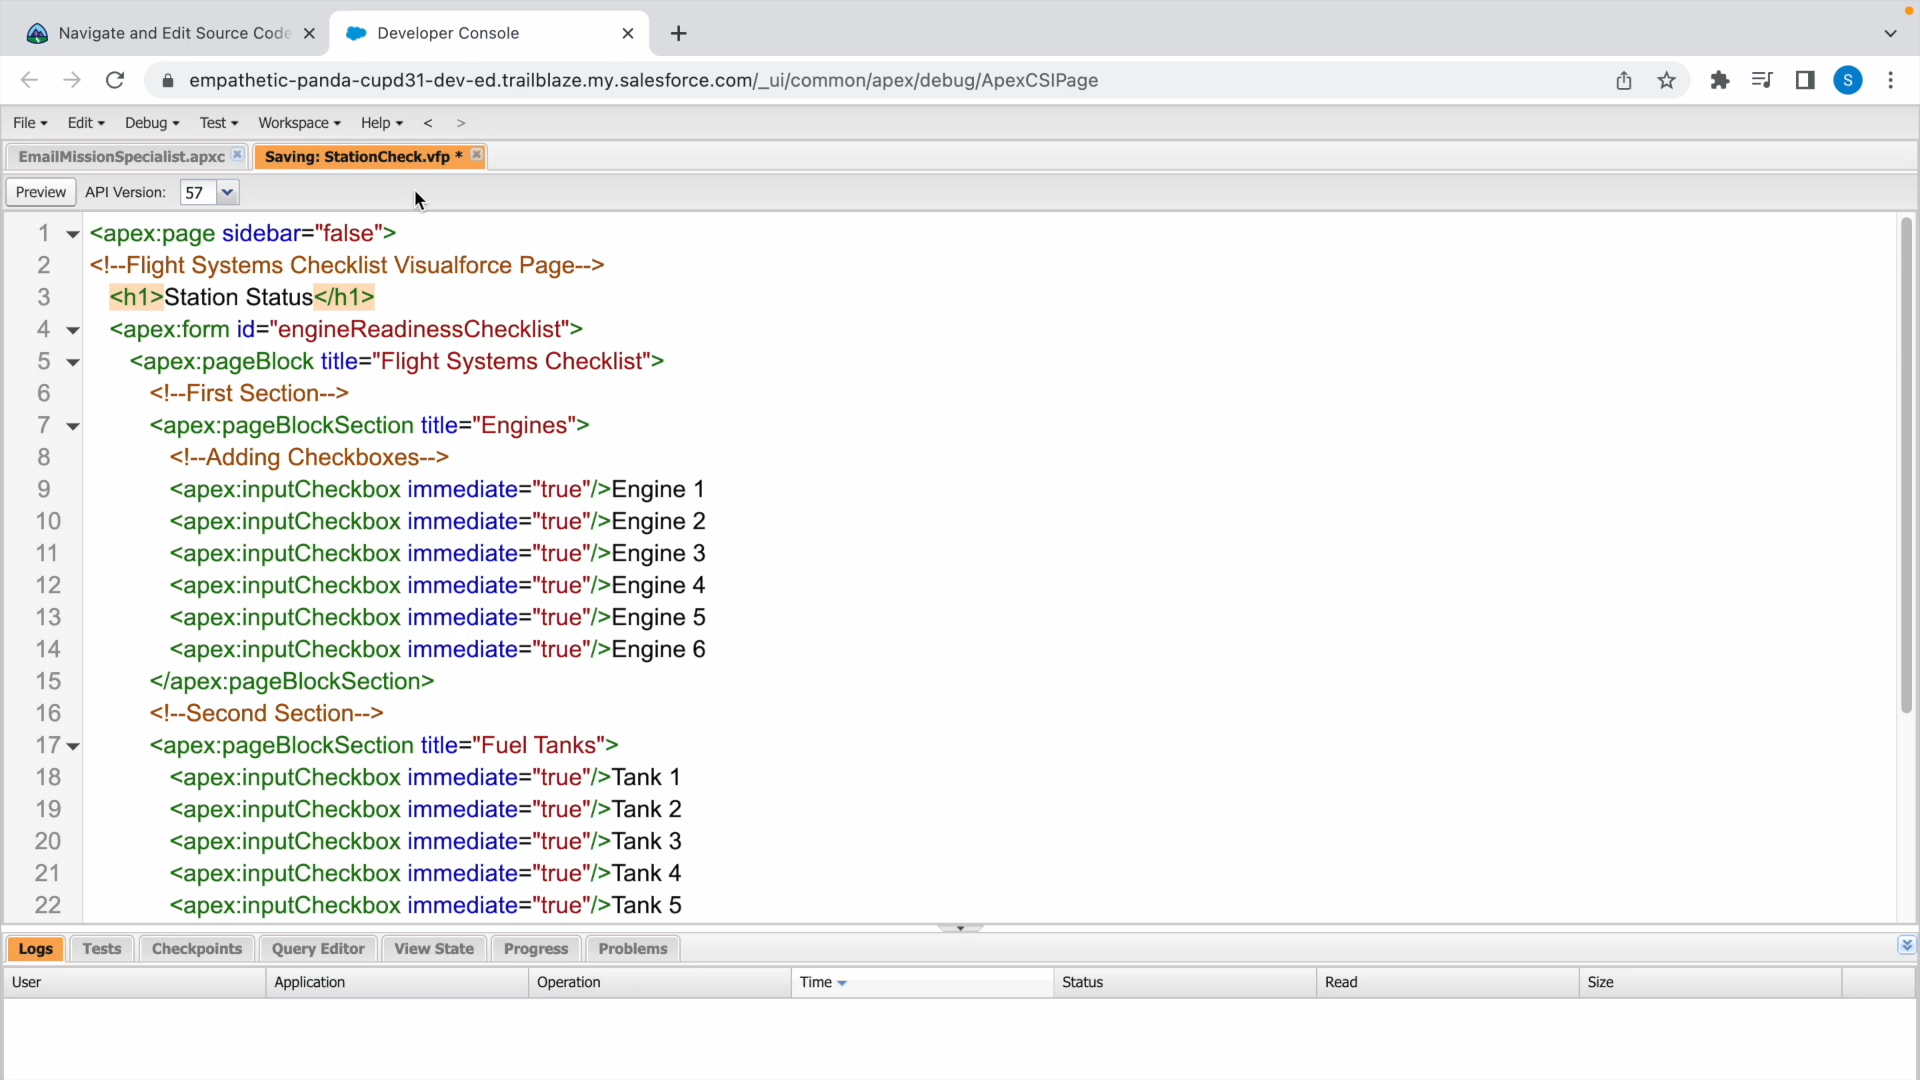 Navigate and Edit Source Code
Developer Console
empathetic-panda-cupd31-dev-ed.trailblaze.my.salesforce.com/_ui/common/apex/debug/ApexCSIPage
S
File Edit Debug Test Workspace Help < >
EmailMissionSpecialist.apxc
Saving: StationCheck.vfp *
Preview API Version: 57
1 <apex:page sidebar="false">
2 <!--Flight Systems Checklist Visualforce Page-->
3 <h1>Station Status</h1>
4 <apex:form id="engineReadinessChecklist">
5 <apex:pageBlock title="Flight Systems Checklist">
6 <!--First Section-->
7 <apex:pageBlockSection title="Engines">
8 <!--Adding Checkboxes-->
9 <apex:inputCheckbox immediate="true"/>Engine 1
10 <apex:inputCheckbox immediate="true"/>Engine 2
11 <apex:inputCheckbox immediate="true"/>Engine 3
12 <apex:inputCheckbox immediate="true"/>Engine 4
13 <apex:inputCheckbox immediate="true"/>Engine 5
14 <apex:inputCheckbox immediate="true"/>Engine 6
15 </apex:pageBlockSection>
16 <!--Second Section-->
17 <apex:pageBlockSection title="Fuel Tanks">
18 <apex:inputCheckbox immediate="true"/>Tank 1
19 <apex:inputCheckbox immediate="true"/>Tank 2
20 <apex:inputCheckbox immediate="true"/>Tank 3
21 <apex:inputCheckbox immediate="true"/>Tank 4
22 <apex:inputCheckbox immediate="true"/>Tank 5
Logs Tests Checkpoints Query Editor View State Progress Problems
User Application Operation Time Status Read Size